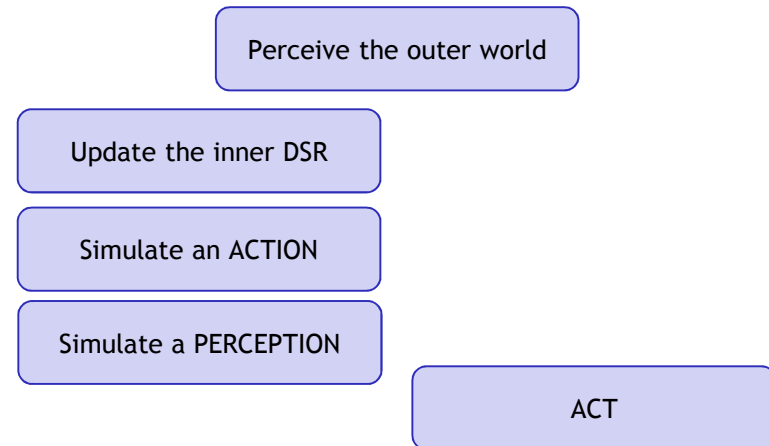 Perceive the outer world
Update the inner DSR
Simulate an ACTION
Simulate a PERCEPTION
ACT